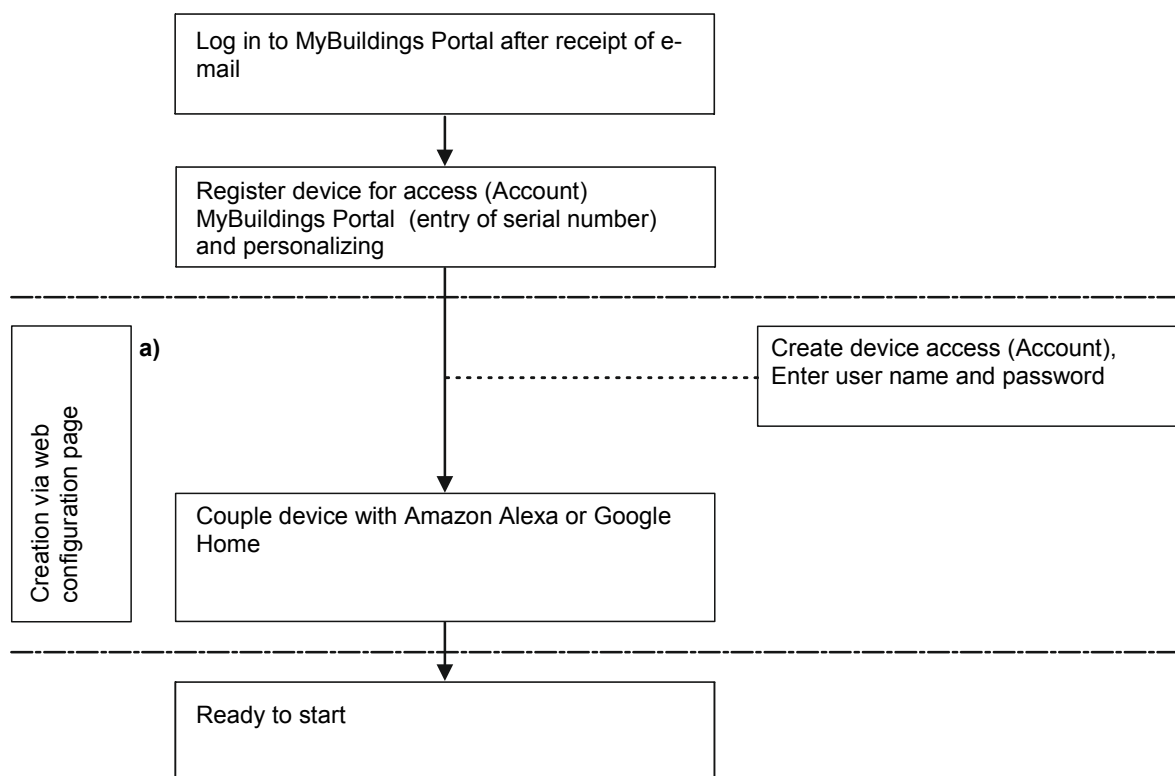 Log in to MyBuildings Portal after receipt of e-
mail
Register device for access (Account)
MyBuildings Portal  (entry of serial number)
and personalizing
Creation via web
configuration page
a)
Create device access (Account),
Enter user name and password
Couple device with Amazon Alexa or Google
Home
Ready to start